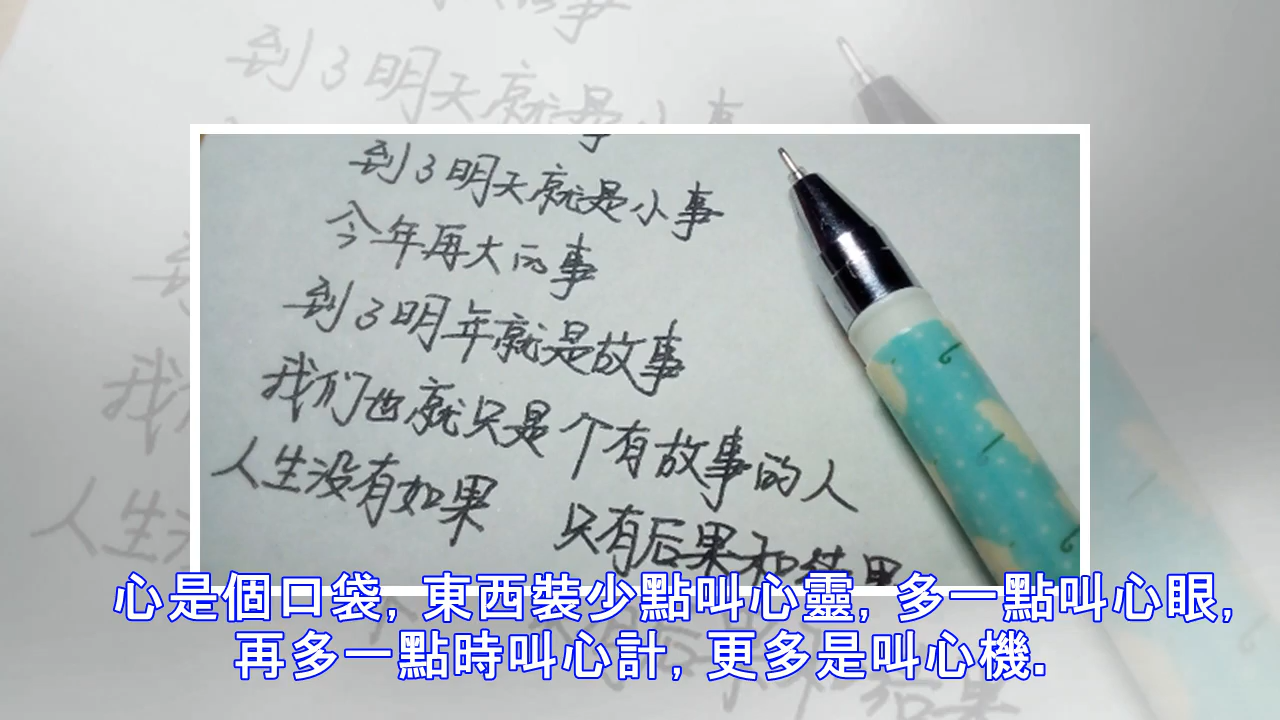 事
到了明天就是小事
今年再大的事
到了明年就是故事
我们也就只是个有故事的人
人生没有如果 只有后果和结果
心是個口袋, 東西裝少點叫心靈, 多一點叫心眼,
再多一點時叫心計, 更多是叫心機.